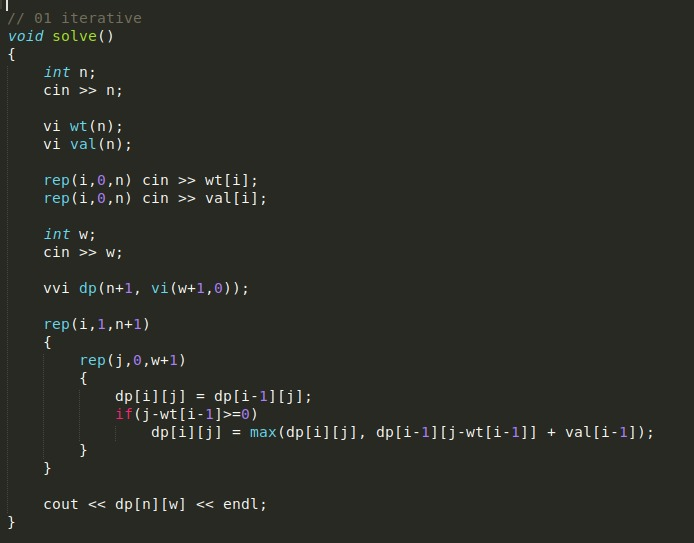 // 01 iterative
void solve()
{
    int n;
    cin >> n;

    vi wt(n);
    vi val(n);

    rep(i,0,n) cin >> wt[i];
    rep(i,0,n) cin >> val[i];

    int w;
    cin >> w;

    vvi dp(n+1, vi(w+1,0));

    rep(i,1,n+1)
    {
        rep(j,0,w+1)
        {
            dp[i][j] = dp[i-1][j];
            if(j-wt[i-1]>=0)
                dp[i][j] = max(dp[i][j], dp[i-1][j-wt[i-1]] + val[i-1]);
        }
    }

    cout << dp[n][w] << endl;
}